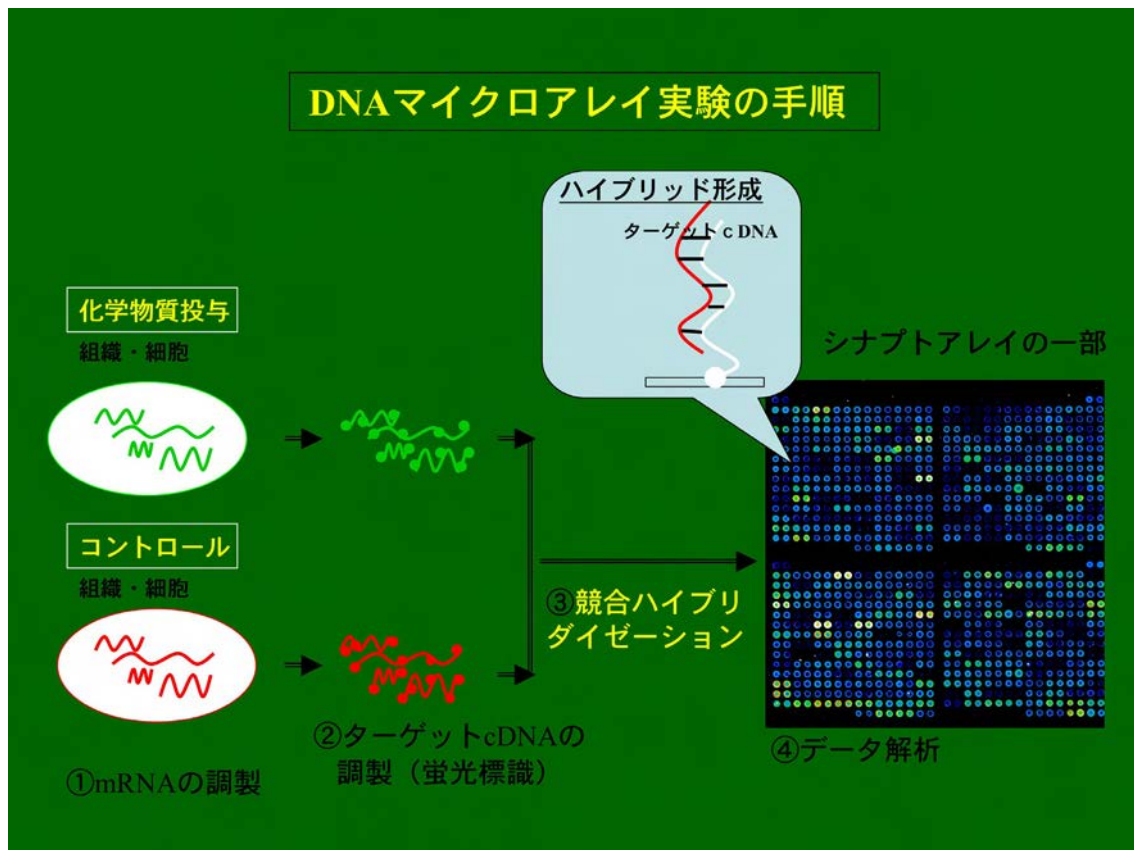 DNAマイクロアレイ実験の手順
ハイブリッド形成
ターゲットｃDNA
化学物質投与
組織・細胞
シナプトアレイの一部
コントロール
組織・細胞
③競合ハイブリ
ダイゼーション
②ターゲットcDNAの
調製（蛍光標識）
①mRNAの調製
④データ解析